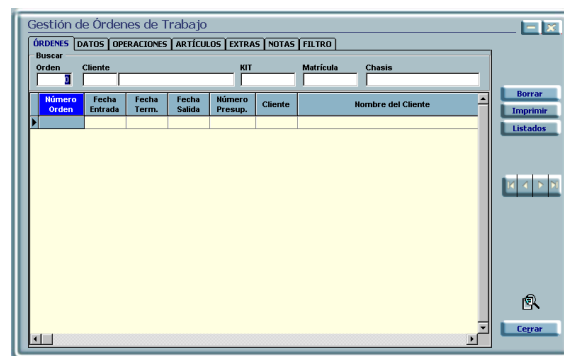 Gestión de Órdenes de Trabajo
ÓRDENES DATOS OPERACIONES ARTÍCULOS EXTRAS NOTAS FILTRO
Buscar
Orden Cliente KIT Matrícula Chasis
0
Número Orden Fecha Entrada Fecha Term. Fecha Salida Número Presup. Cliente Nombre del Cliente
Borrar
Imprimir
Listados
Cerrar